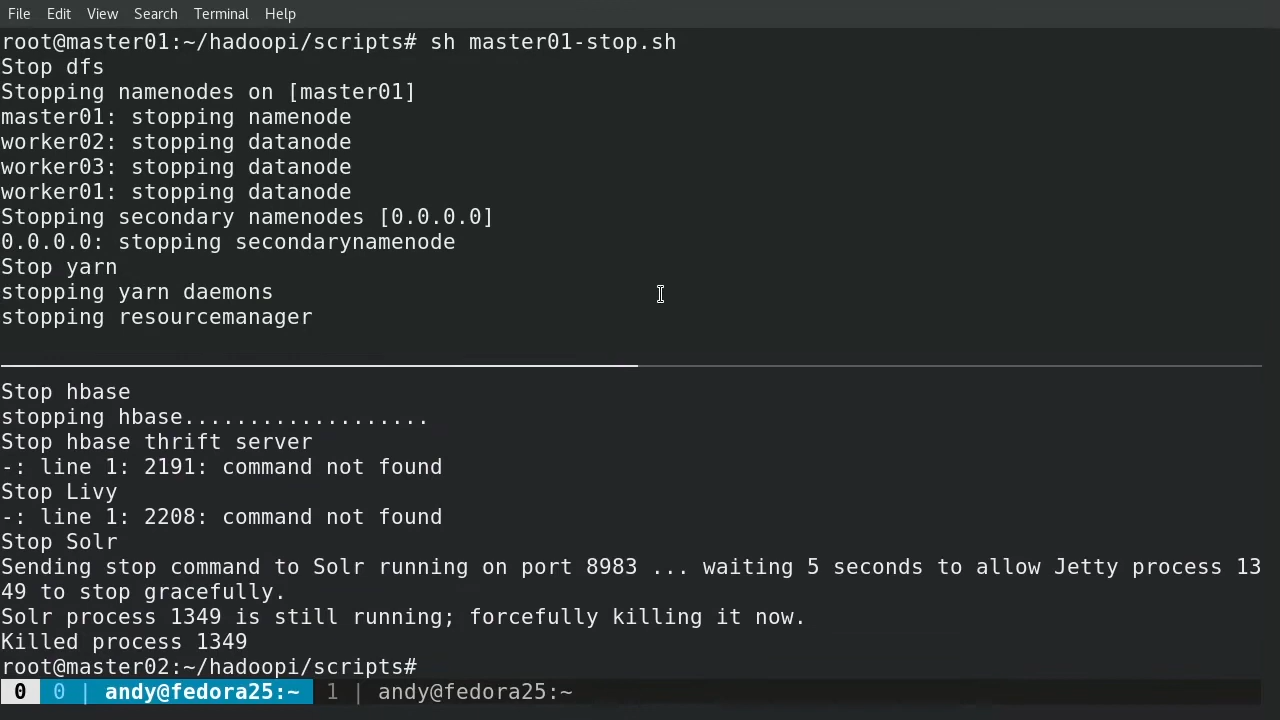 File Edit View Search Terminal Help
root@master01:~/hadoopi/scripts# sh master01-stop.sh
Stop dfs
Stopping namenodes on [master01]
master01: stopping namenode
worker02: stopping datanode
worker03: stopping datanode
worker01: stopping datanode
Stopping secondary namenodes [0.0.0.0]
0.0.0.0: stopping secondarynamenode
Stop yarn
stopping yarn daemons
stopping resourcemanager
Stop hbase
stopping hbase...................
Stop hbase thrift server
-: line 1: 2191: command not found
Stop Livy
-: line 1: 2208: command not found
Stop Solr
Sending stop command to Solr running on port 8983 ... waiting 5 seconds to allow Jetty process 13
49 to stop gracefully.
Solr process 1349 is still running; forcefully killing it now.
Killed process 1349
root@master02:~/hadoopi/scripts#
0 0 | andy@fedora25:~ 1 | andy@fedora25:~